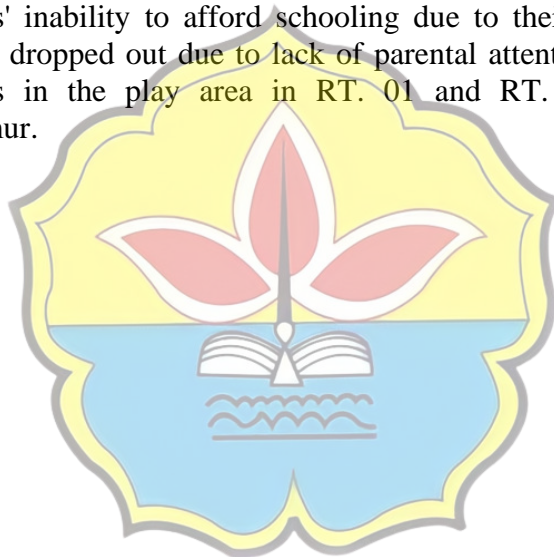 s' inability to afford schooling due to thei
dropped out due to lack of parental attent
s in the play area in RT. 01 and RT.
ur.